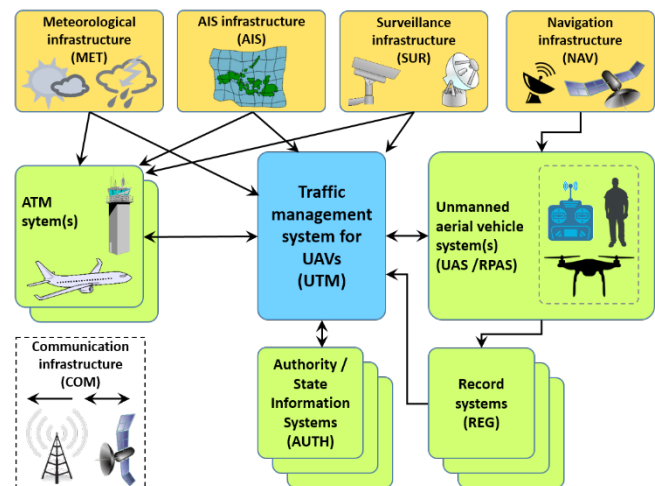 Meteorological
infrastructure
(MET)
AIS infrastructure
(AIS)
Surveillance
infrastructure
(SUR)
Navigation
infrastructure
(NAV)
ATM
sytem(s)
Traffic
management
system for
UAVs
(UTM)
Unmanned
aerial vehicle
system(s)
(UAS /RPAS)
Communication
infrastructure
(COM)
Authority /
State
Information
Systems
(AUTH)
Record
systems
(REG)